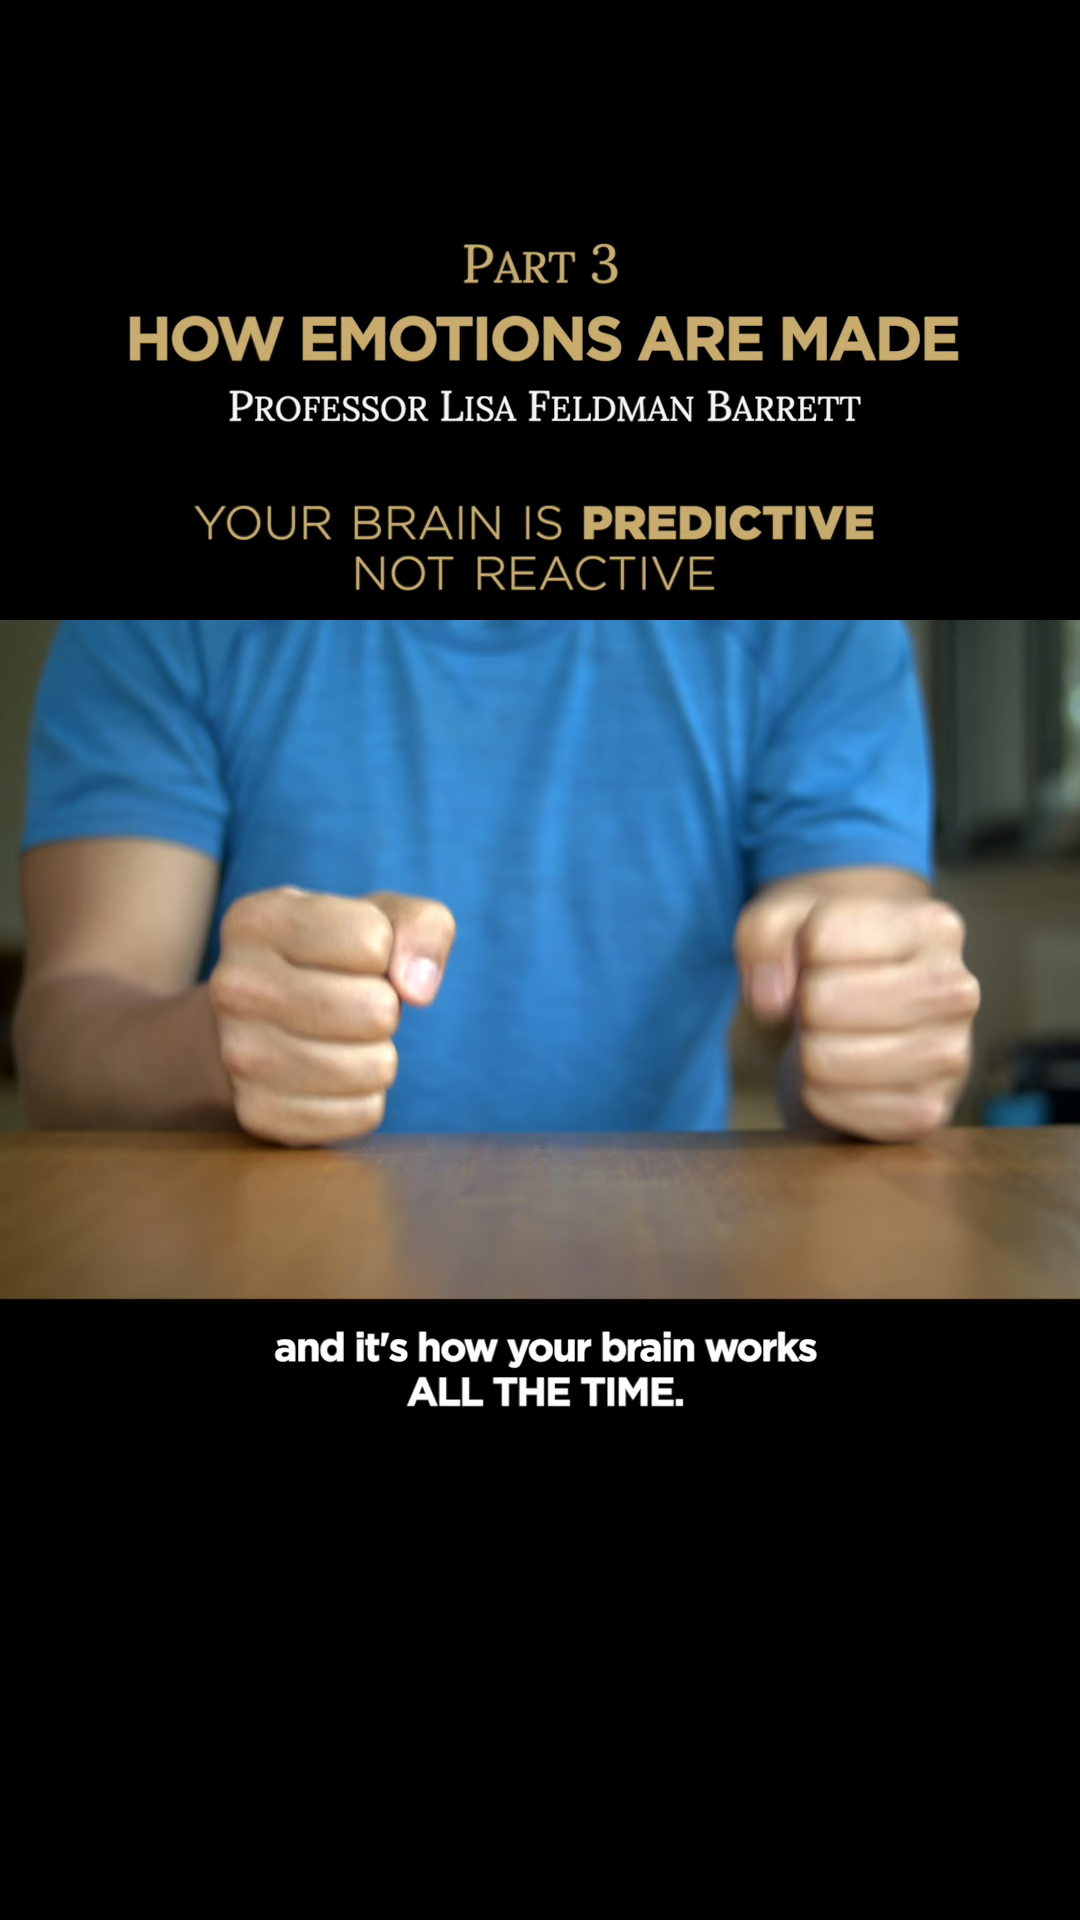 PART 3
HOW EMOTIONS ARE MADE
PROFESSOR LISA FELDMAN BARRETT
YOUR BRAIN IS PREDICTIVE
NOT REACTIVE
and it's how your brain works
ALL THE TIME.